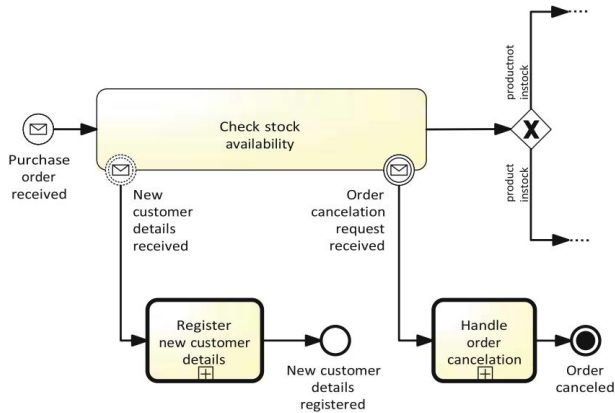 productnot
instock
Check stock
availability
Purchase
order
received
New
customer
details
received
Order
cancelation
request
received
product
instock
Register
new customer
details
New customer
details
registered
Handle
order
cancelation
Order
canceled